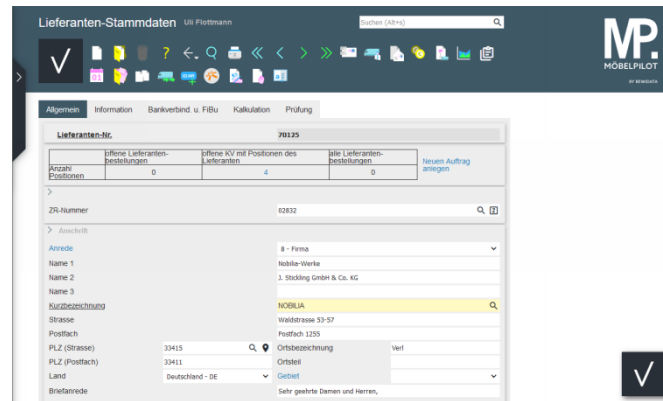 Lieferanten-Stammdaten Uli Flottmann
Suchen (Alt+s)
MP.
MÖBELPILOT
Allgemein Information Bankverbind. u. FiBu Kalkulation Prüfung
Lieferanten-Nr. 70125
offene Lieferanten-bestellungen offene KV mit Positionen des Lieferanten alle Lieferanten-bestellungen Neuen Auftrag anlegen
Anzahl Positionen 0 4 0
ZR-Nummer 02832
Anschrift
Anrede 8 - Firma
Name 1 Nobilia-Werke
Name 2 J. Stickling GmbH & Co. KG
Name 3
Kurzbezeichnung NOBILIA
Strasse Waldstrasse 53-57
Postfach Postfach 1255
PLZ (Strasse) 33415 Ortsbezeichnung Verl
PLZ (Postfach) 33411 Ortsteil
Land Deutschland - DE Gebiet
Briefanrede Sehr geehrte Damen und Herren,